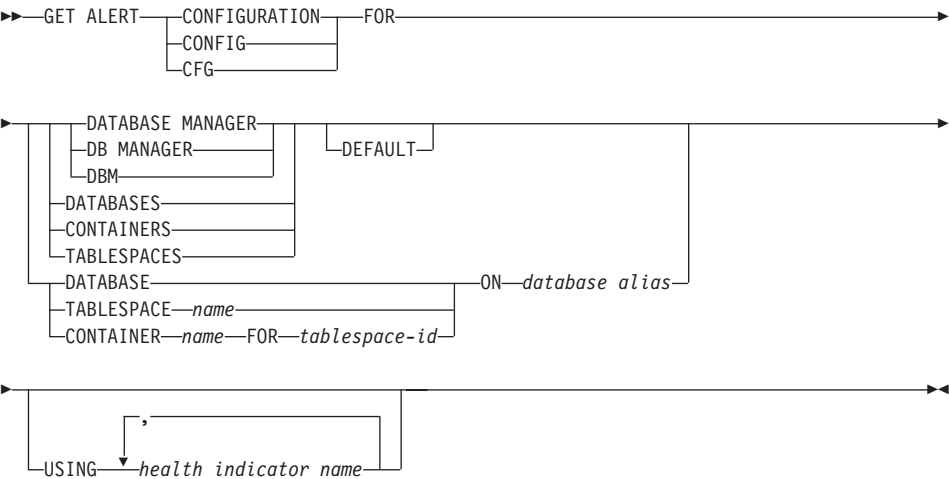 GET ALERT CONFIGURATION FOR
CONFIG
CFG
DATABASE MANAGER
DB MANAGER DEFAULT
DBM
DATABASES
CONTAINERS
TABLESPACES
DATABASE ON database alias
TABLESPACE name
CONTAINER name FOR tablespace-id
,
USING health indicator name